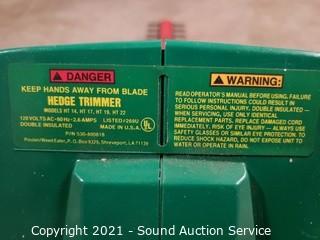 DANGER
KEEP HANDS AWAY FROM BLADE
HEDGE TRIMMER
MODELS HT 14, HT 17, HT 19, HT 22
120 VOLTS AC-60 Hz-2.6 AMPS LISTED 269U
DOUBLE INSULATED MADE IN U.S.A. UL
P/N 530-800818
Poulan/Weed Eater, P.O. Box 9329, Shreveport, LA 71139
WARNING:
READ OPERATOR'S MANUAL BEFORE USING. FAILURE
TO FOLLOW INSTRUCTIONS COULD RESULT IN
SERIOUS PERSONAL INJURY. DOUBLE INSULATED —
WHEN SERVICING, USE ONLY IDENTICAL
REPLACEMENT PARTS. REPLACE DAMAGED CORD
IMMEDIATELY. RISK OF EYE INJURY — ALWAYS USE
SAFETY GLASSES OR SIMILAR EYE PROTECTION. TO
REDUCE SHOCK HAZARD, DO NOT EXPOSE UNIT TO
WATER OR OPERATE IN RAIN.
Copyright 2021 - Sound Auction Service